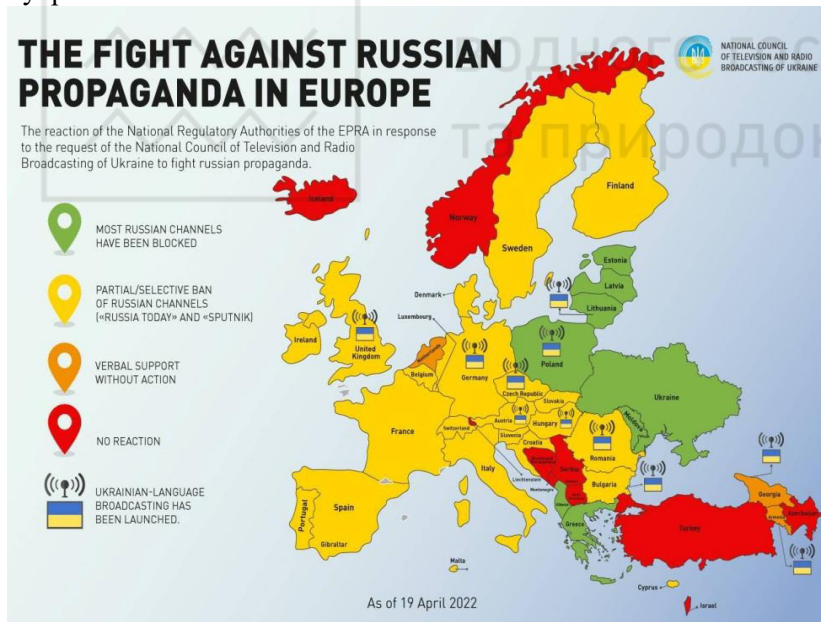 THE FIGHT AGAINST RUSSIAN
PROPAGANDA IN EUROPE
The reaction of the National Regulatory Authorities of the EPRA in response
to the request of the National Council of Television and Radio
Broadcasting of Ukraine to fight russian propaganda.
NATIONAL COUNCIL
OF TELEVISION AND RADIO
BROADCASTING OF UKRAINE
та природо
MOST RUSSIAN CHANNELS
HAVE BEEN BLOCKED
PARTIAL/SELECTIVE BAN
OF RUSSIAN CHANNELS
(«RUSSIA TODAY» AND «SPUTNIK)
VERBAL SUPPORT
WITHOUT ACTION
NO REACTION
UKRAINIAN-LANGUAGE
BROADCASTING HAS
BEEN LAUNCHED.
Iceland
Norway
Sweden
Finland
Estonia
Latvia
Lithuania
Denmark
Luxembourg
Ireland
United
Kingdom
Netherlands
Belgium
Germany
Poland
Czech Republic
Slovakia
Ukraine
Moldova
France
Switzerland
Austria
Hungary
Slovenia
Croatia
Romania
Italy
Liechtenstein
Montenegro
Serbia
Bulgaria
Georgia
Armenia
Azerbaijan
Portugal
Spain
Gibraltar
Greece
Turkey
Malta
Cyprus
Israel
As of 19 April 2022